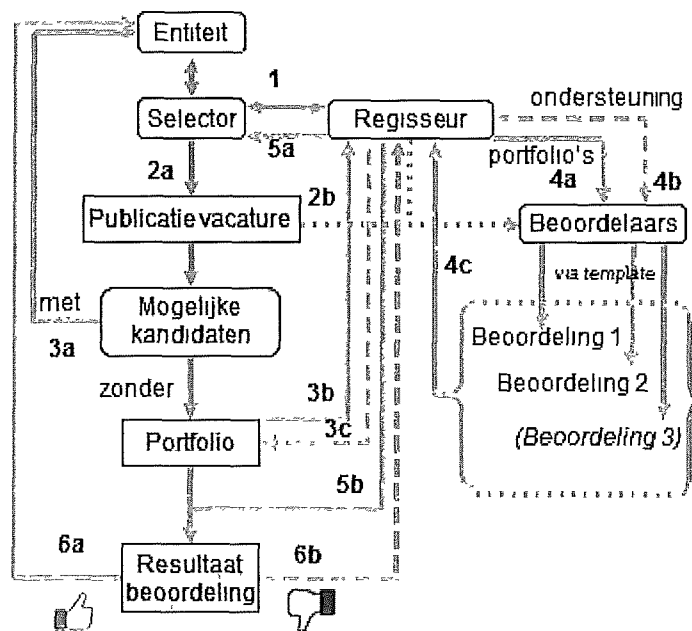 Entiteit
1
ondersteuning
Selector
Regisseur
5a
portfolio's
2a
4a
4b
2b
Publicatie vacature
Beoordelaars
4c
via template
met
Mogelijke
kandidaten
3a
Beoordeling 1
Beoordeling 2
zonder
3b
3c
Portfolio
(Beoordeling 3)
5b
6a
Resultaat
beoordeling
6b